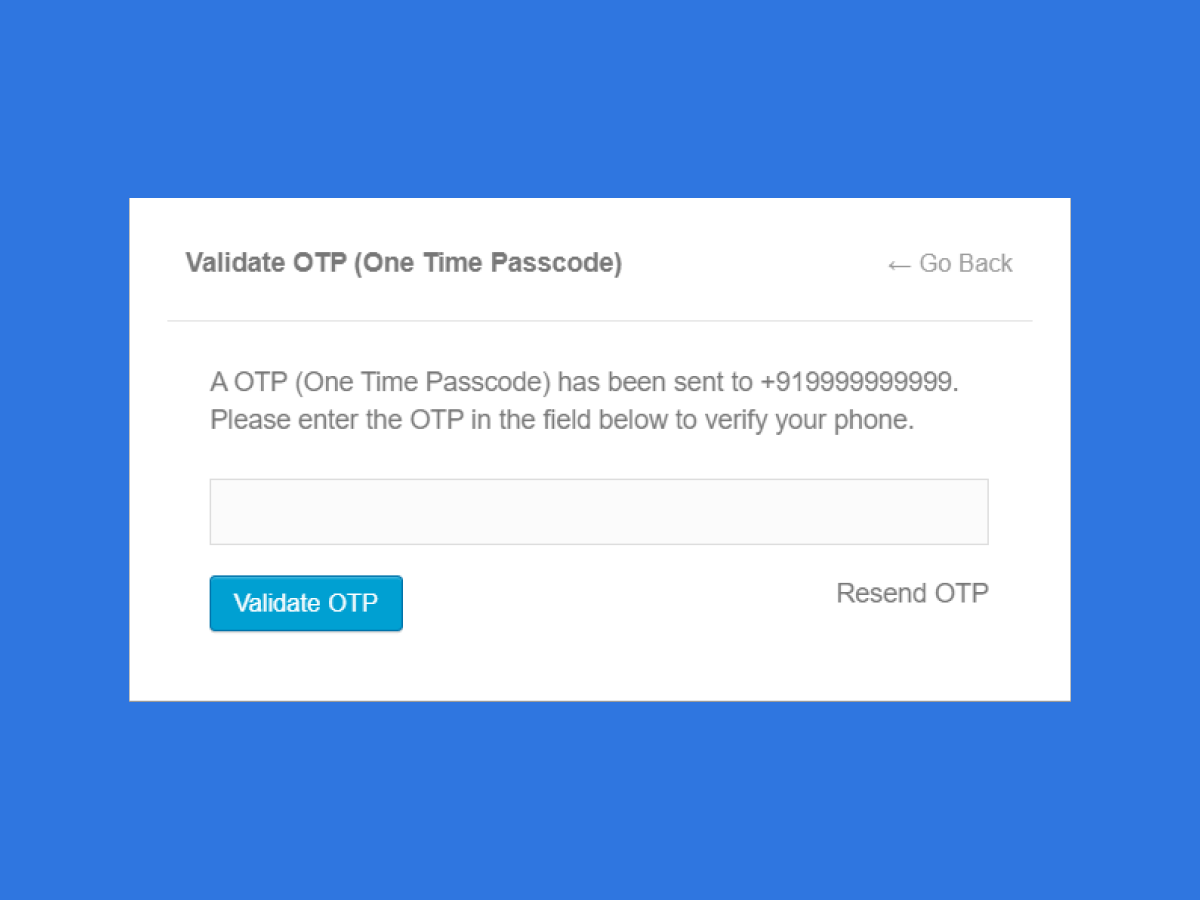 Validate OTP (One Time Passcode)
← Go Back
A OTP (One Time Passcode) has been sent to +919999999999.
Please enter the OTP in the field below to verify your phone.
Validate OTP
Resend OTP